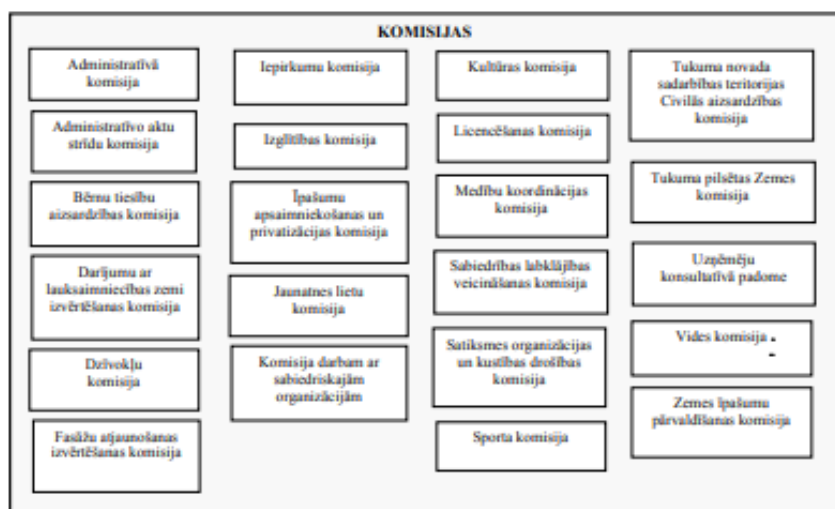 KOMISIJAS
Administratīvā
komisija
Administratīvo aktu
strīdu komisija
Bērnu tiesību
aizsardzības komisija
Darījumu ar
lauksaimniecības zemi
izvērtēšanas komisija
Dzīvokļu
komisija
Fasāžu atjaunošanas
izvērtēšanas komisija
Iepirkumu komisija
Izglītības komisija
Īpašumu
apsaimniekošanas un
privatizācijas komisija
Jaunatnes lietu
komisija
Komisija darbam ar
sabiedriskajām
organizācijām
Kultūras komisija
Licencēšanas komisija
Medību koordinācijas
komisija
Sabiedrības labklājības
veicināšanas komisija
Satiksmes organizācijas
un kustības drošības
komisija
Sporta komisija
Tukuma novada
sadarbības teritorijas
Civilās aizsardzības
komisija
Tukuma pilsētas Zemes
komisija
Uzņēmēju
konsultatīvā padome
Vides komisija
Zemes īpašumu
pārvaldīšanas komisija